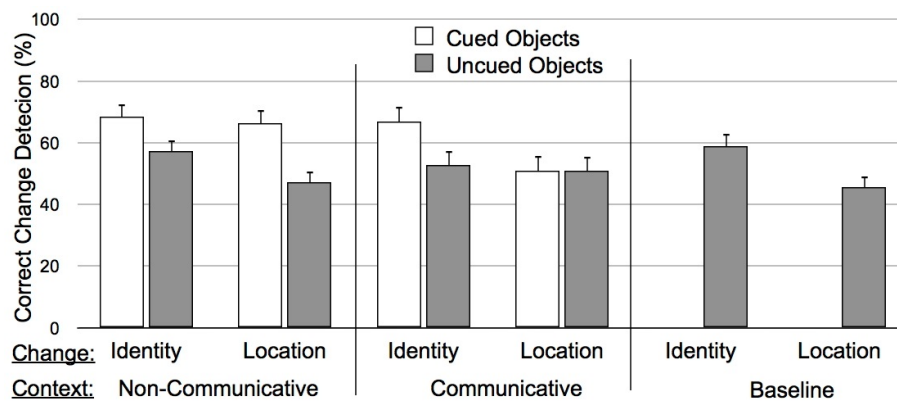 Correct Change Detecion (%)
100
80
60
40
20
0
Cued Objects
Uncued Objects
Change: Identity Location Identity Location Identity Location
Context: Non-Communicative Communicative Baseline